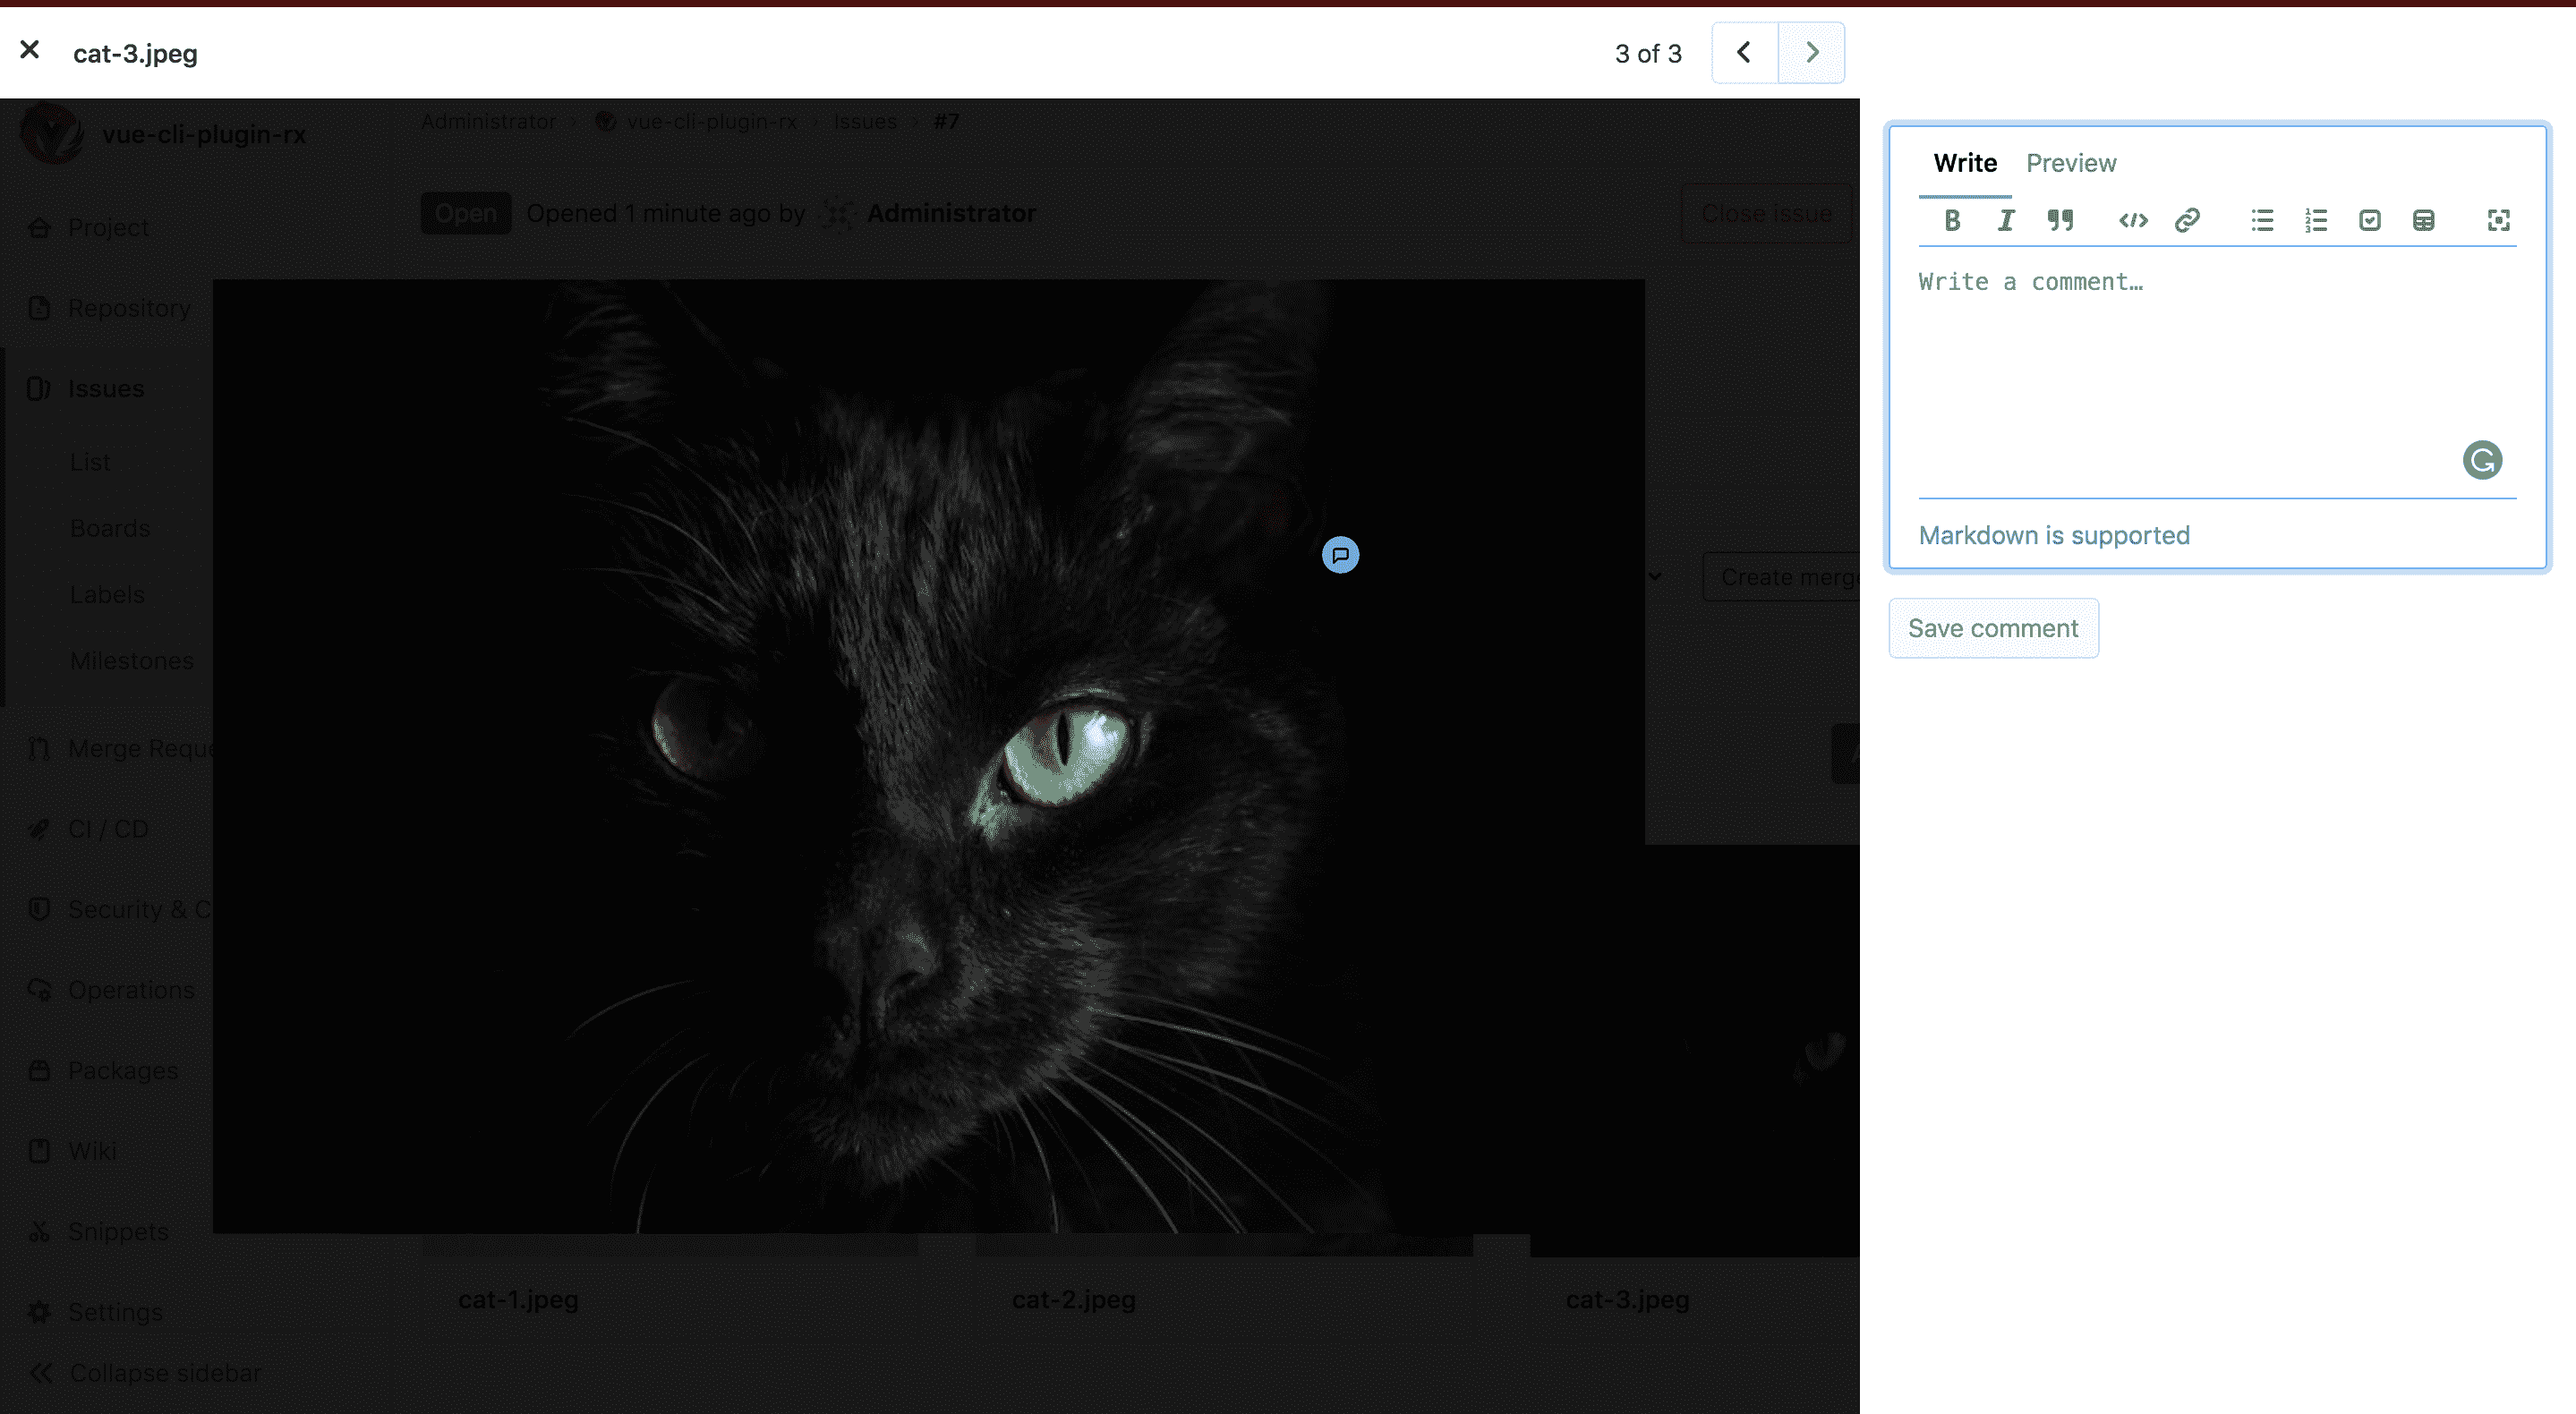 cat-3.jpeg
3 of 3
vue-cli-plugin-rx
Administrator > vue-cli-plugin-rx > Issues > #7
Open Opened 1 minute ago by Administrator
Close issue
Project
Repository
Issues
List
Boards
Labels
Milestones
Merge Reque
CI / CD
Security & C
Operations
Packages
Wiki
Snippets
Settings
Collapse sidebar
Create merge
cat-1.jpeg
cat-2.jpeg
cat-3.jpeg
Write Preview
Write a comment…
Markdown is supported
Save comment